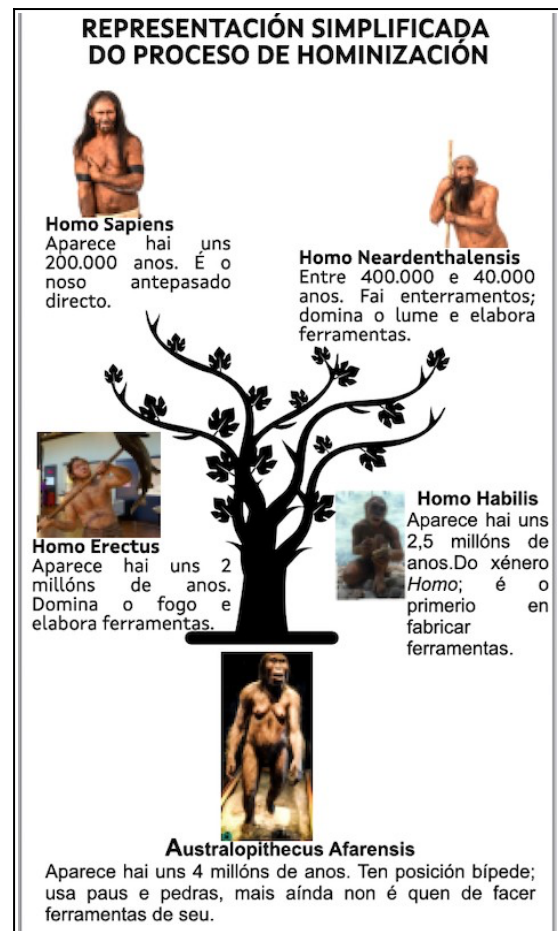 REPRESENTACIÓN SIMPLIFICADA
DO PROCESO DE HOMINIZACIÓN
Homo Sapiens
Aparece hai uns
200.000 anos. É o
noso antepasado
directo.
Homo Neardenthalensis
Entre 400.000 e 40.000
anos. Fai enterramentos;
domina o lume e elabora
ferramentas.
Homo Erectus
Aparece hai uns 2
millóns de anos.
Domina o fogo e
elabora ferramentas.
Homo Habilis
Aparece hai uns
2,5 millóns de
anos.Do xénero
Homo; é o
primerio en
fabricar
ferramentas.
Australopithecus Afarensis
Aparece hai uns 4 millóns de anos. Ten posición bípede;
usa paus e pedras, mais aínda non é quen de facer
ferramentas de seu.